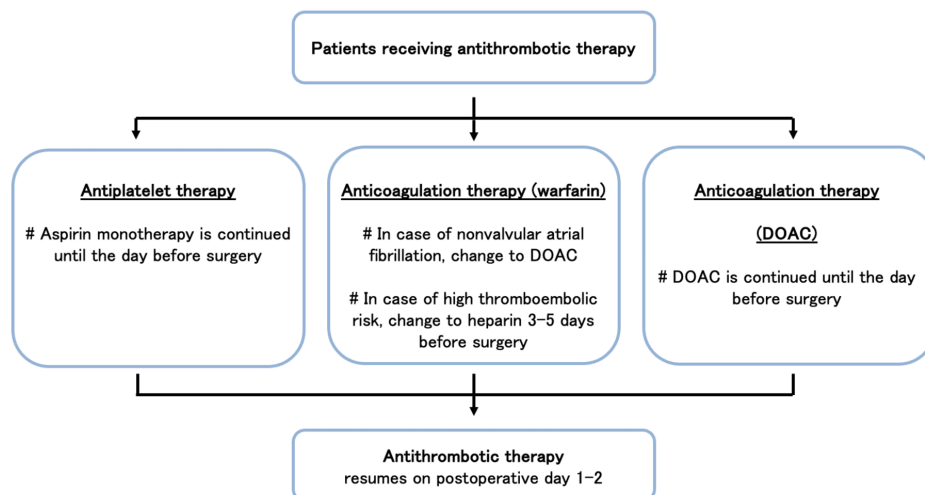 Patients receiving antithrombotic therapy
Antiplatelet therapy
# Aspirin monotherapy is continued
until the day before surgery
Anticoagulation therapy (warfarin)
# In case of nonvalvular atrial
fibrillation, change to DOAC
# In case of high thromboembolic
risk, change to heparin 3-5 days
before surgery
Anticoagulation therapy
(DOAC)
# DOAC is continued until the day
before surgery
Antithrombotic therapy
resumes on postoperative day 1-2